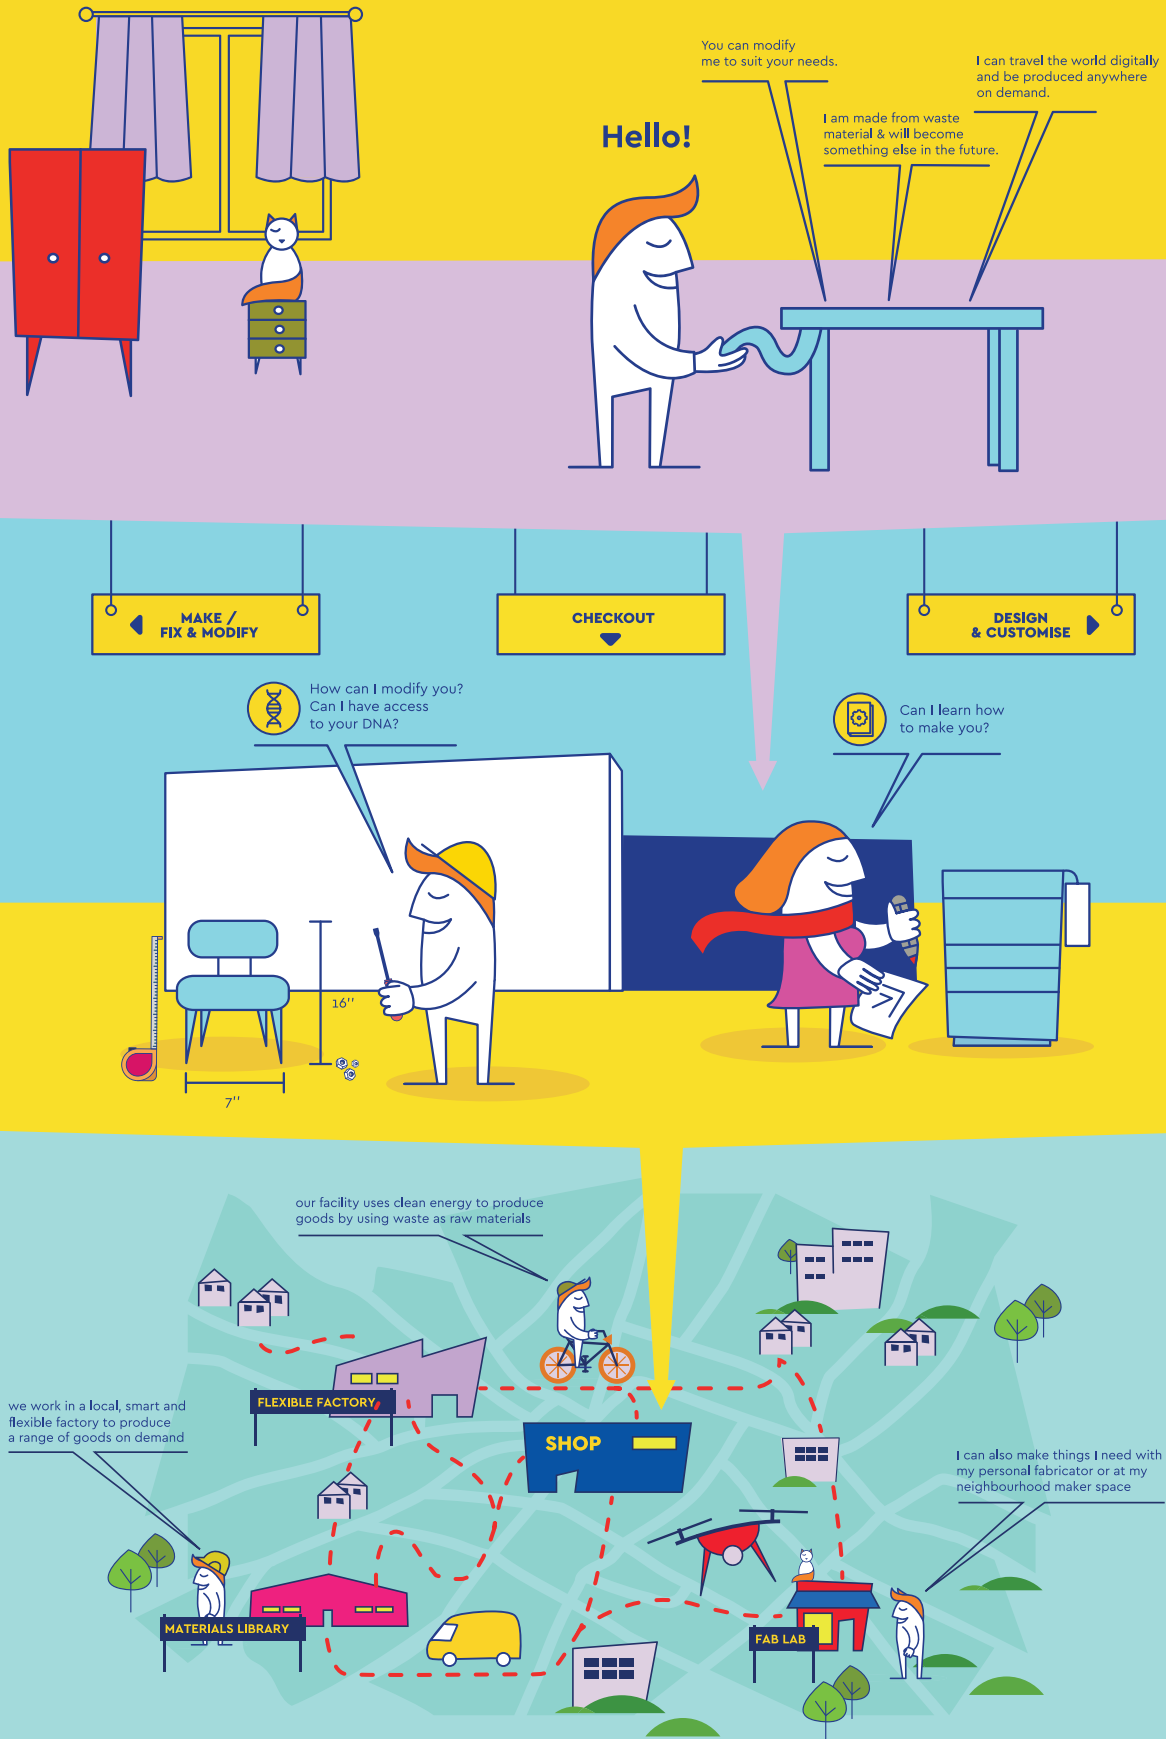 You can modify
me to suit your needs.
I can travel the world digitally
and be produced anywhere
on demand.
I am made from waste
material & will become
something else in the future.
Hello!
MAKE /
FIX & MODIFY
CHECKOUT
DESIGN
& CUSTOMISE
How can I modify you?
Can I have access
to your DNA?
Can I learn how
to make you?
16''
7''
our facility uses clean energy to produce
goods by using waste as raw materials
FLEXIBLE FACTORY
we work in a local, smart and
flexible factory to produce
a range of goods on demand
SHOP
I can also make things I need with
my personal fabricator or at my
neighbourhood maker space
MATERIALS LIBRARY
FAB LAB